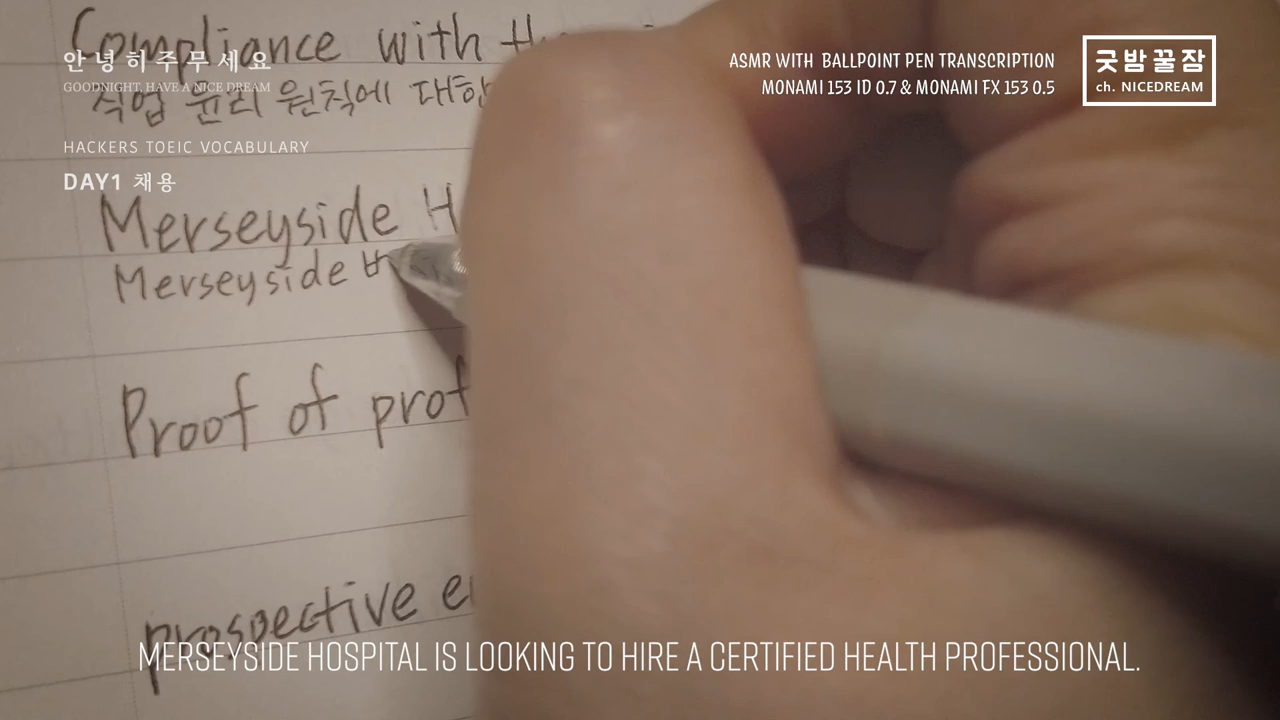 Compliance with
안녕히주무세요
GOODNIGHT, HAVE A NICE DREAM
직업 윤리 원칙에 대한
HACKERS TOEIC VOCABULARY
DAY1 채용
ASMR WITH BALLPOINT PEN TRANSCRIPTION
MONAMI 153 ID 0.7 & MONAMI FX 153 0.5
굿밤꿀잠
ch. NICEDREAM
Merseyside H
Merseyside
Proof of prof
prospective e
MERSEYSIDE HOSPITAL IS LOOKING TO HIRE A CERTIFIED HEALTH PROFESSIONAL.